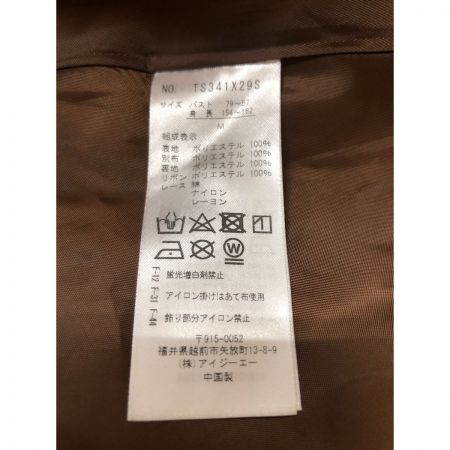 NO. TS341X29S
サイズ バスト 79〜87
身長 154〜162
M
組成表示
表地 ポリエステル 100%
別布 ポリエステル 100%
裏地 ポリエステル 100%
リボン ポリエステル 100%
レース 綿
ナイロン
レーヨン
W
F-12 F-31 F-44
蛍光増白剤禁止
アイロン掛けはあて布使用
飾り部分アイロン禁止
〒915-0052
福井県越前市矢放町13-8-9
(株)アイジーエー
中国製